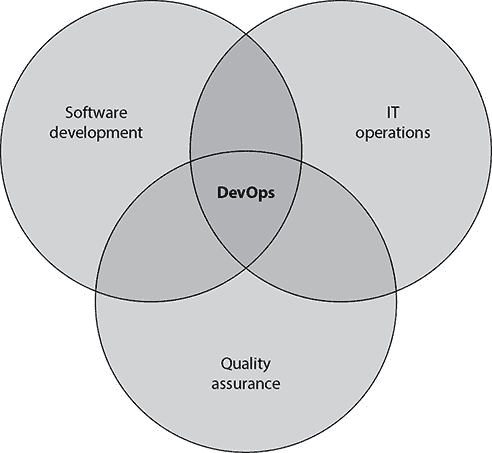 Software
development
IT
operations
DevOps
Quality
assurance